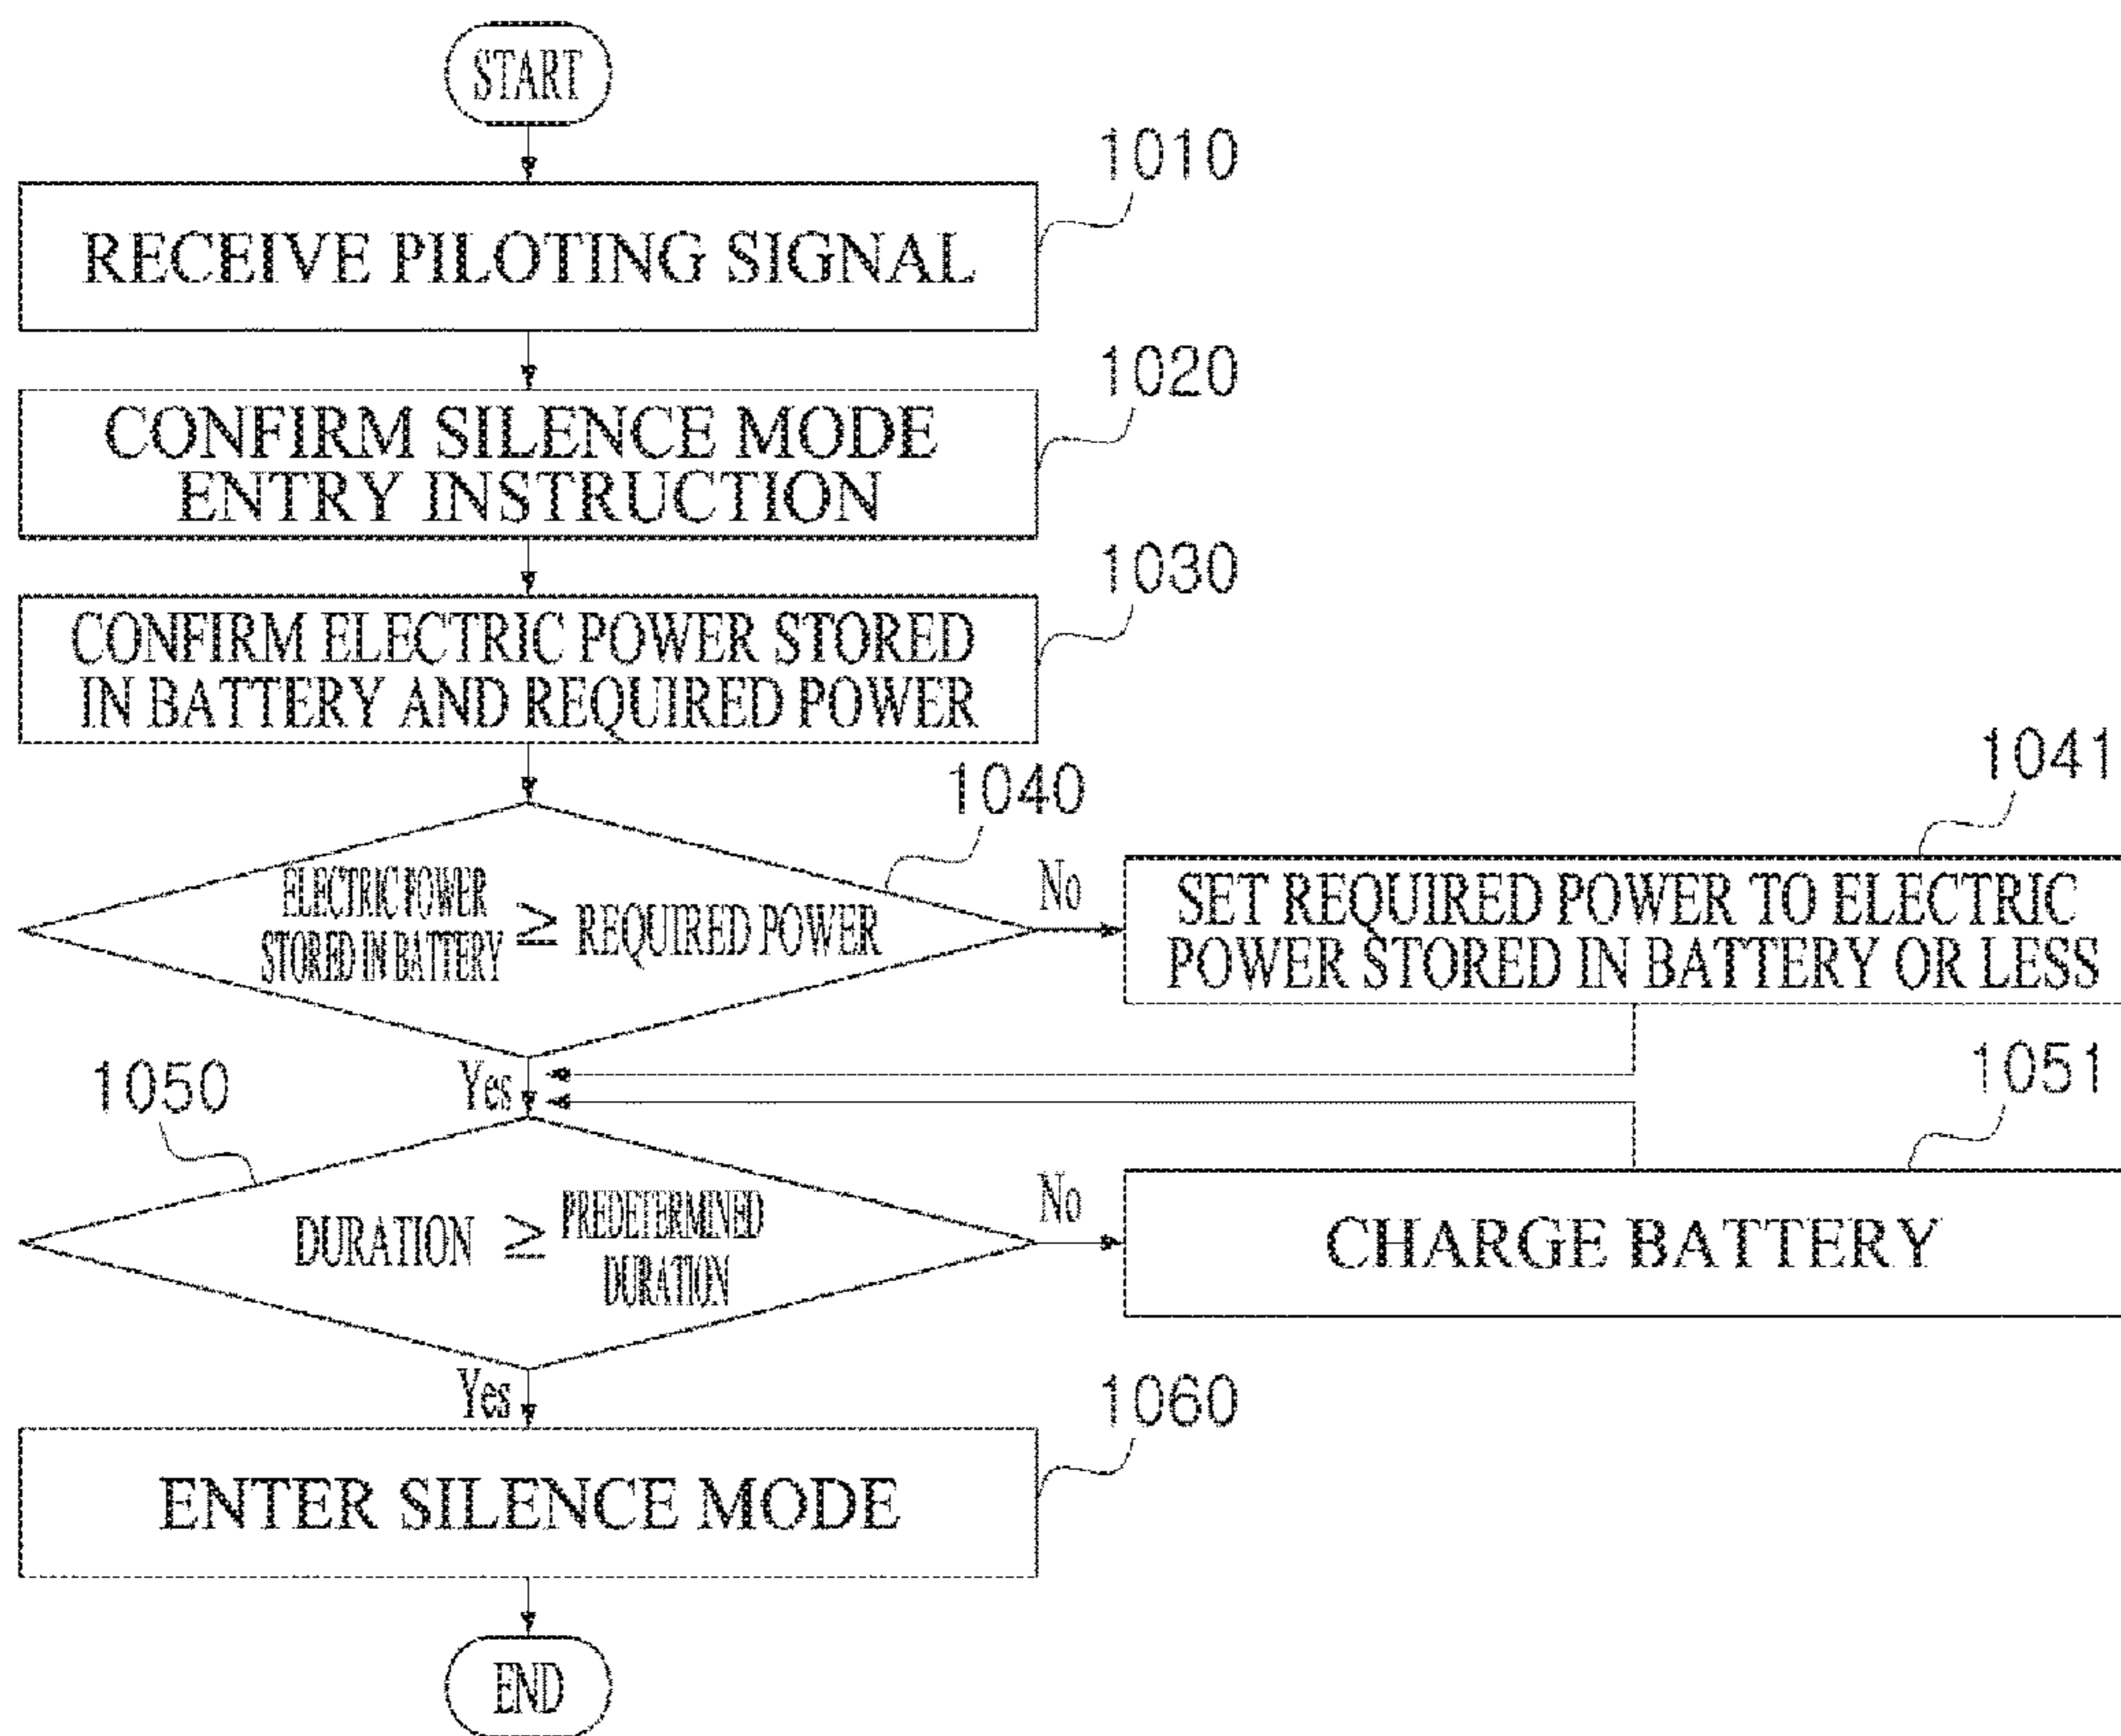 START
1010
RECEIVE PILOTING SIGNAL
1020
CONFIRM SILENCE MODE
ENTRY INSTRUCTION
1030
CONFIRM ELECTRIC POWER STORED
IN BATTERY AND REQUIRED POWER
1040
ELECTRIC POWER
STORED IN BATTERY
≥ REQUIRED POWER
No
1041
SET REQUIRED POWER TO ELECTRIC
POWER STORED IN BATTERY OR LESS
Yes
1050
DURATION ≥
PREDETERMINED
DURATION
No
1051
CHARGE BATTERY
Yes
1060
ENTER SILENCE MODE
END